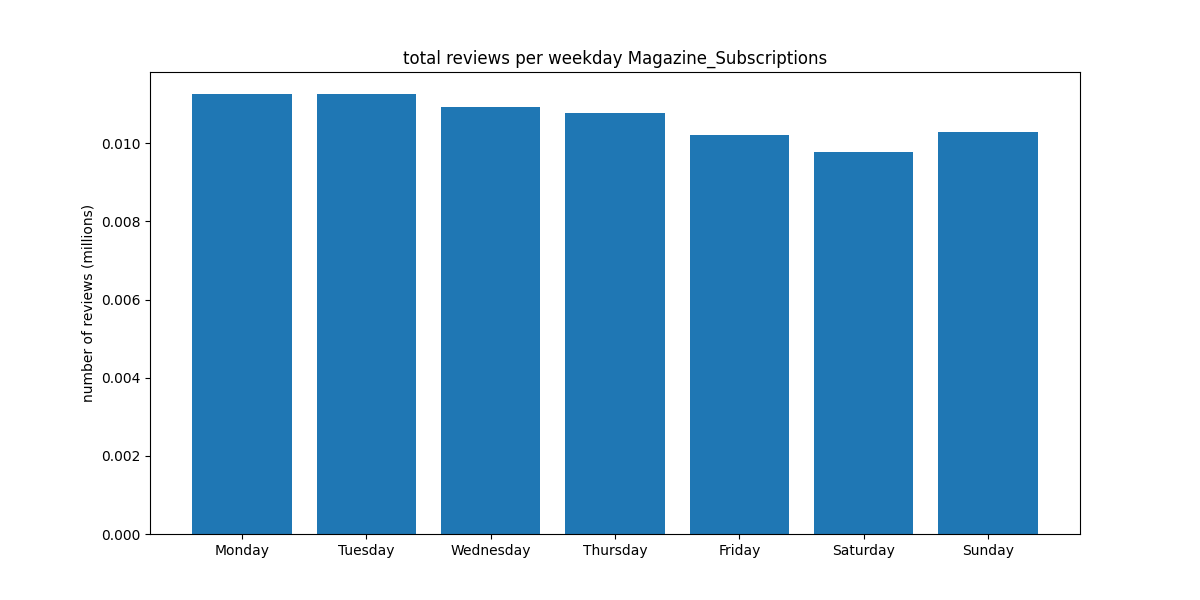 total reviews per weekday Magazine_Subscriptions
number of reviews (millions)
0.010
0.008
0.006
0.004
0.002
0.000
Monday Tuesday Wednesday Thursday Friday Saturday Sunday